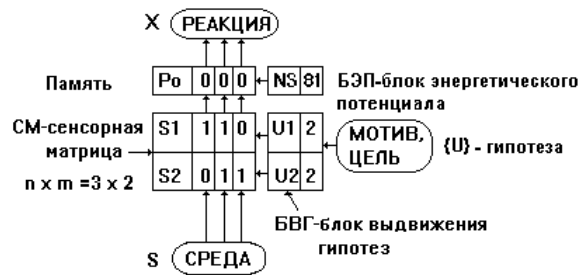 X РЕАКЦИЯ
Память Po 0 0 0 NS 81 БЭП-блок энергетического
потенциала
СМ-сенсорная
матрица
S1 1 1 0 U1 2
МОТИВ,
ЦЕЛЬ
{U} - гипотеза
n x m =3 x 2
S2 0 1 1 U2 2
БВГ-блок выдвижения
гипотез
S СРЕДА